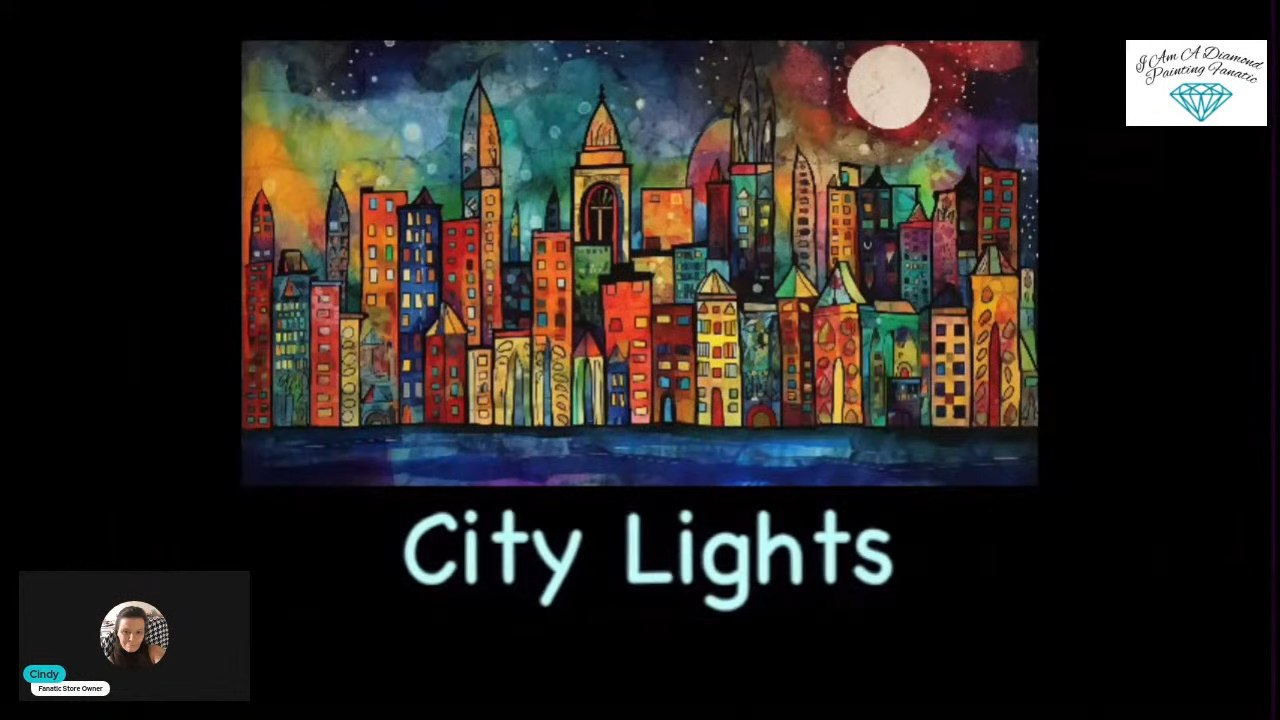 I Am A Diamond
Painting Fanatic
City Lights
Cindy
Fanatic Store Owner